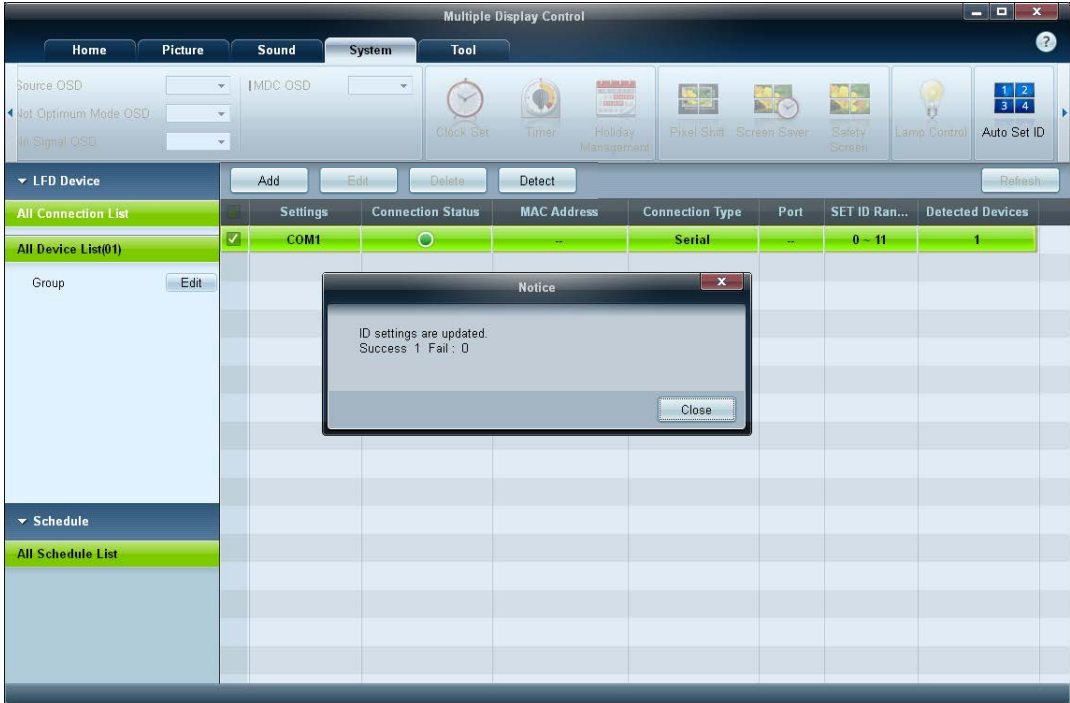 Multiple Display Control
Home Picture Sound System Tool
Source OSD
Not Optimum Mode OSD
No Signal OSD
MDC OSD
Clock Set
Timer
Holiday
Management
Pixel Shift
Screen Saver
Safety
Screen
Lamp Control
1 2
3 4
Auto Set ID
LFD Device
Add Edit Delete Detect Refresh
All Connection List
Settings Connection Status MAC Address Connection Type Port SET ID Ran... Detected Devices
All Device List(01)
COM1 -- Serial -- 0 ~ 11 1
Group Edit
Notice
ID settings are updated.
Success 1 Fail : 0
Close
Schedule
All Schedule List